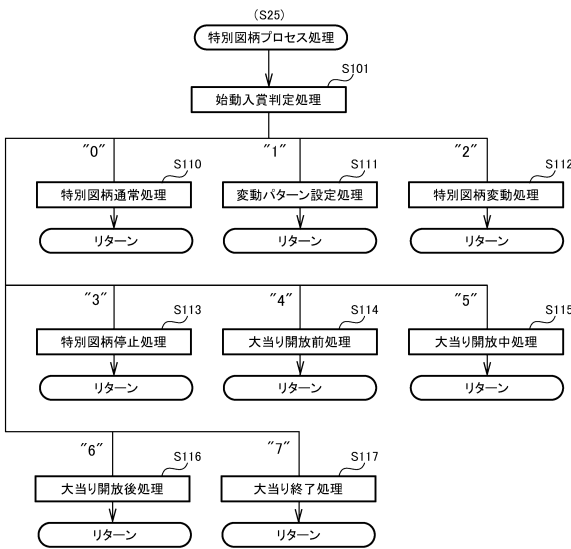 (S25)
特別図柄プロセス処理
S101
始動入賞判定処理
"0"
"1"
"2"
S110
S111
S112
特別図柄通常処理
変動パターン設定処理
特別図柄変動処理
リターン
リターン
リターン
"3"
"4"
"5"
S113
S114
S115
特別図柄停止処理
大当り開放前処理
大当り開放中処理
リターン
リターン
リターン
"6"
"7"
S116
S117
大当り開放後処理
大当り終了処理
リターン
リターン